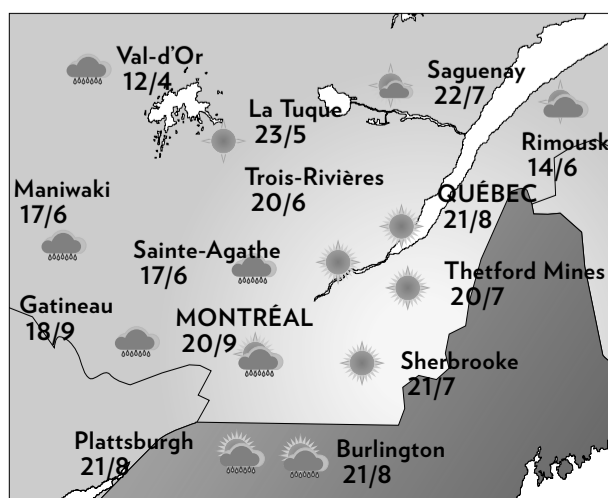 Val-d'Or
12/4
Saguenay
22/7
La Tuque
23/5
Rimousk
14/6
Maniwaki
17/6
Trois-Rivières
20/6
QUÉBEC
21/8
Sainte-Agathe
17/6
Thetford Mines
20/7
Gatineau
18/9
MONTRÉAL
20/9
Sherbrooke
21/7
Plattsburgh
21/8
Burlington
21/8